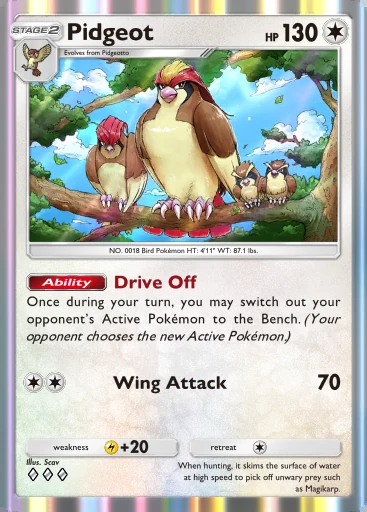 STAGE 2 Pidgeot HP 130
Evolves from Pidgeotto
NO. 0018 Bird Pokémon HT: 4'11" WT: 87.1 lbs.
Ability Drive Off
Once during your turn, you may switch out your
opponent's Active Pokémon to the Bench. (Your
opponent chooses the new Active Pokémon.)
Wing Attack 70
weakness +20 retreat
Illus. Scav
When hunting, it skims the surface of water
at high speed to pick off unwary prey such
as Magikarp.